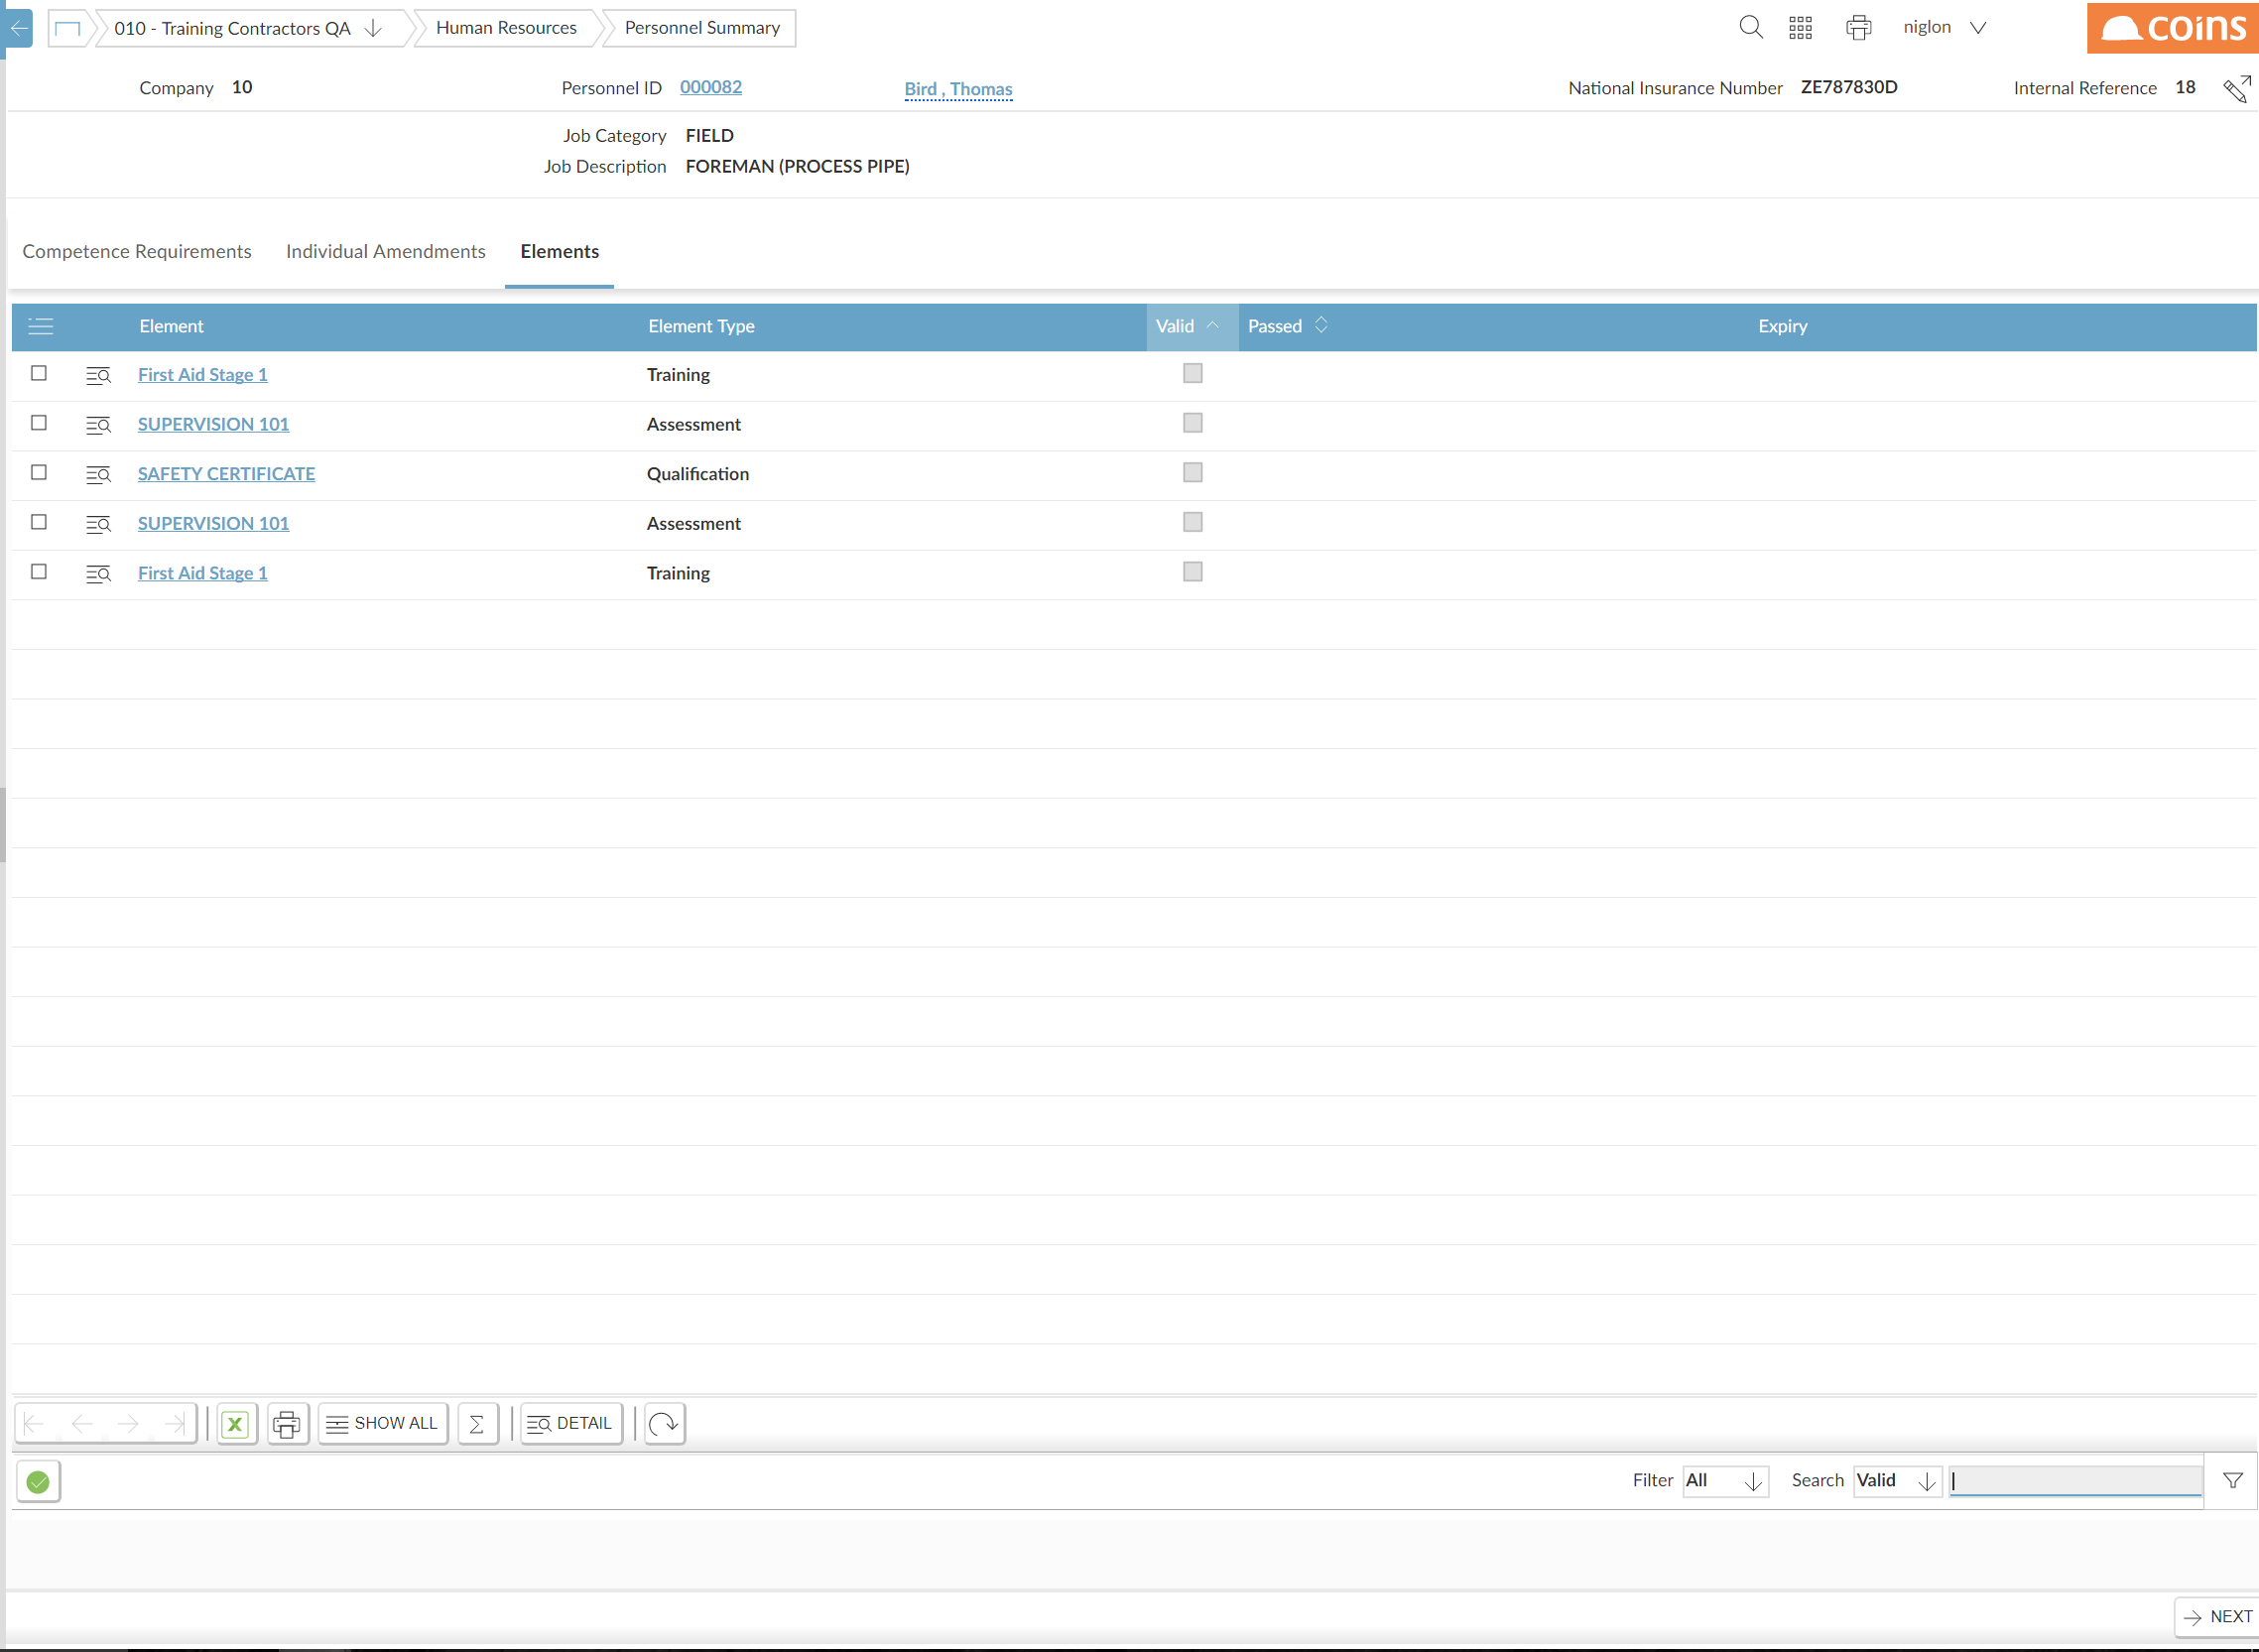 010 - Training Contractors QA
Human Resources
Personnel Summary
niglon
coins
Company 10
Personnel ID 000082
Bird , Thomas
National Insurance Number ZE787830D
Internal Reference 18
Job Category FIELD
Job Description FOREMAN (PROCESS PIPE)
Competence Requirements Individual Amendments Elements
Element Element Type Valid Passed Expiry
First Aid Stage 1 Training
SUPERVISION 101 Assessment
SAFETY CERTIFICATE Qualification
SUPERVISION 101 Assessment
First Aid Stage 1 Training
X SHOW ALL Σ DETAIL
Filter All Search Valid
NEXT